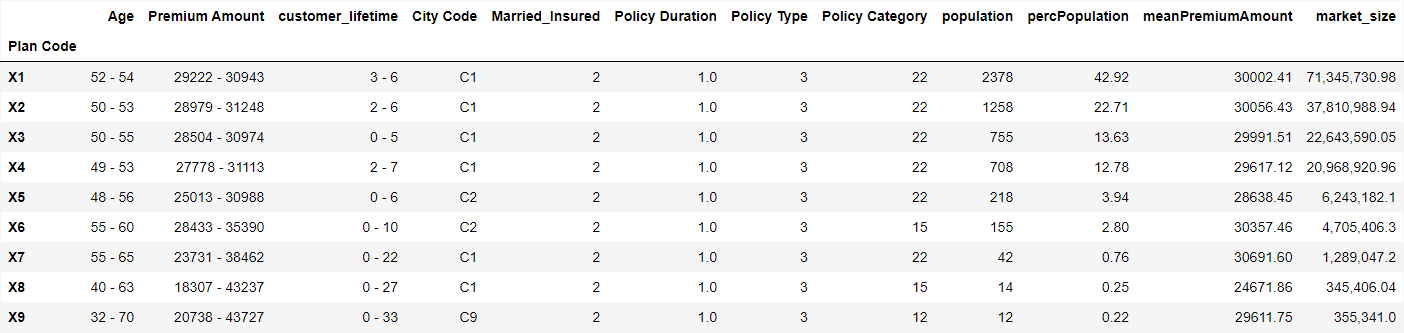 Age Premium Amount customer_lifetime City Code Married_Insured Policy Duration Policy Type Policy Category population percPopulation meanPremiumAmount market_size
Plan Code
X1 52 - 54 29222 - 30943 3 - 6 C1 2 1.0 3 22 2378 42.92 30002.41 71,345,730.98
X2 50 - 53 28979 - 31248 2 - 6 C1 2 1.0 3 22 1258 22.71 30056.43 37,810,988.94
X3 50 - 55 28504 - 30974 0 - 5 C1 2 1.0 3 22 755 13.63 29991.51 22,643,590.05
X4 49 - 53 27778 - 31113 2 - 7 C1 2 1.0 3 22 708 12.78 29617.12 20,968,920.96
X5 48 - 56 25013 - 30988 0 - 6 C2 2 1.0 3 22 218 3.94 28638.45 6,243,182.1
X6 55 - 60 28433 - 35390 0 - 10 C2 2 1.0 3 15 155 2.80 30357.46 4,705,406.3
X7 55 - 65 23731 - 38462 0 - 22 C1 2 1.0 3 22 42 0.76 30691.60 1,289,047.2
X8 40 - 63 18307 - 43237 0 - 27 C1 2 1.0 3 15 14 0.25 24671.86 345,406.04
X9 32 - 70 20738 - 43727 0 - 33 C9 2 1.0 3 12 12 0.22 29611.75 355,341.0